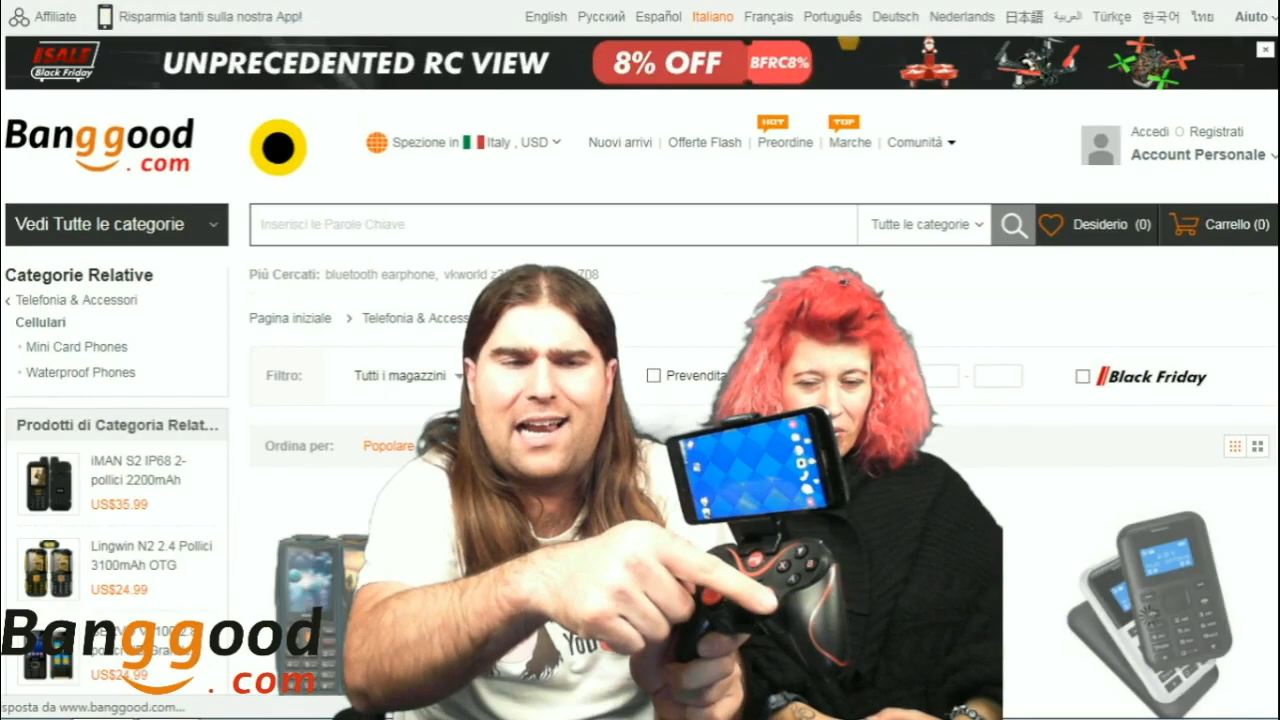 Affiliate
Risparmia tanti sulla nostra App!
English Русский Español Italiano Français Português Deutsch Nederlands 日本語 العربية Türkçe 한국어 ไทย Aiuto
SALE
Black Friday
UNPRECEDENTED RC VIEW
8% OFF BFRC8%
Banggood
.com
Spezione in Italy , USD
HOT
TOP
Nuovi arrivi | Offerte Flash | Preordine | Marche | Comunità
Accedi O Registrati
Account Personale
Vedi Tutte le categorie
Inserisci le Parole Chiave
Tutte le categorie
Desiderio (0)
Carrello (0)
Categorie Relative
Telefonia & Accessori
Cellulari
Mini Card Phones
Waterproof Phones
Più Cercati: bluetooth earphone, vkworld
708
Pagina iniziale > Telefonia & Access
Filtro:
Tutti i magazzini
Prevendita
-
Black Friday
Ordina per:
Popolare
Prodotti di Categoria Relat...
iMAN S2 IP68 2-
pollici 2200mAh
US$35.99
Lingwin N2 2.4 Pollici
3100mAh OTG
US$24.99
US$24.99
Banggood
.com
You
sposta da www.banggood.com...